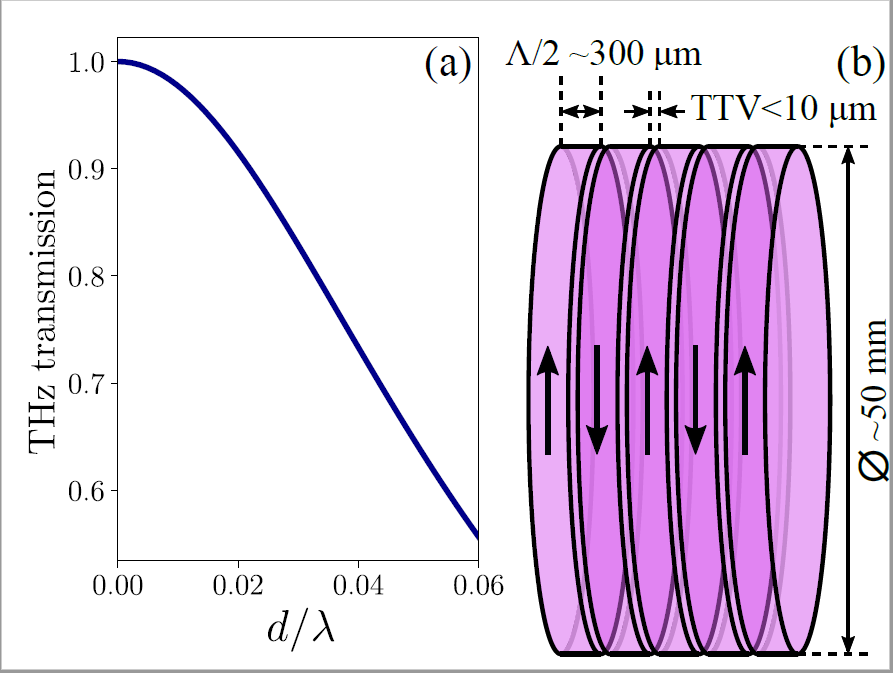 (a)
1.0
0.9
0.8
0.7
0.6
THz transmission
0.00 0.02 0.04 0.06
d/λ
Λ/2 ~300 μm
(b)
TTV<10 μm
Ø ~50 mm